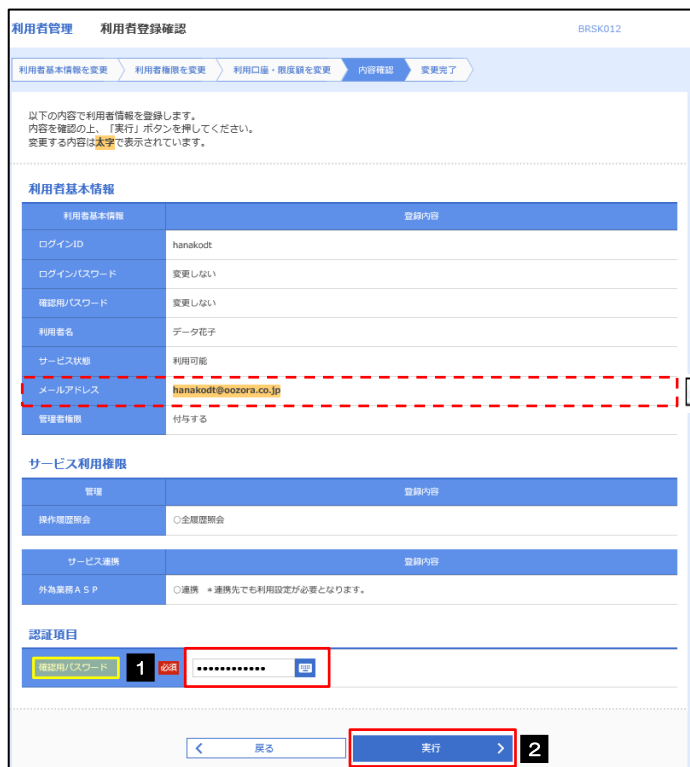 利用者管理 利用者登録確認 BRSK012
利用者基本情報を変更 利用者権限を変更 利用口座・限度額を変更 内容確認 変更完了
以下の内容で利用者情報を登録します。
内容を確認の上、「実行」ボタンを押してください。
変更する内容は太字で表示されています。
利用者基本情報
利用者基本情報 登録内容
ログインID hanakodt
ログインパスワード 変更しない
確認用パスワード 変更しない
利用者名 データ花子
サービス状態 利用可能
メールアドレス hanakodt@oozora.co.jp
管理者権限 付与する
サービス利用権限
管理 登録内容
操作履歴照会 ○全履歴照会
サービス連携 登録内容
外為業務ASP ○連携 *連携先でも利用設定が必要となります。
認証項目
確認用パスワード 1 必須 ••••••••••••
戻る 実行 2